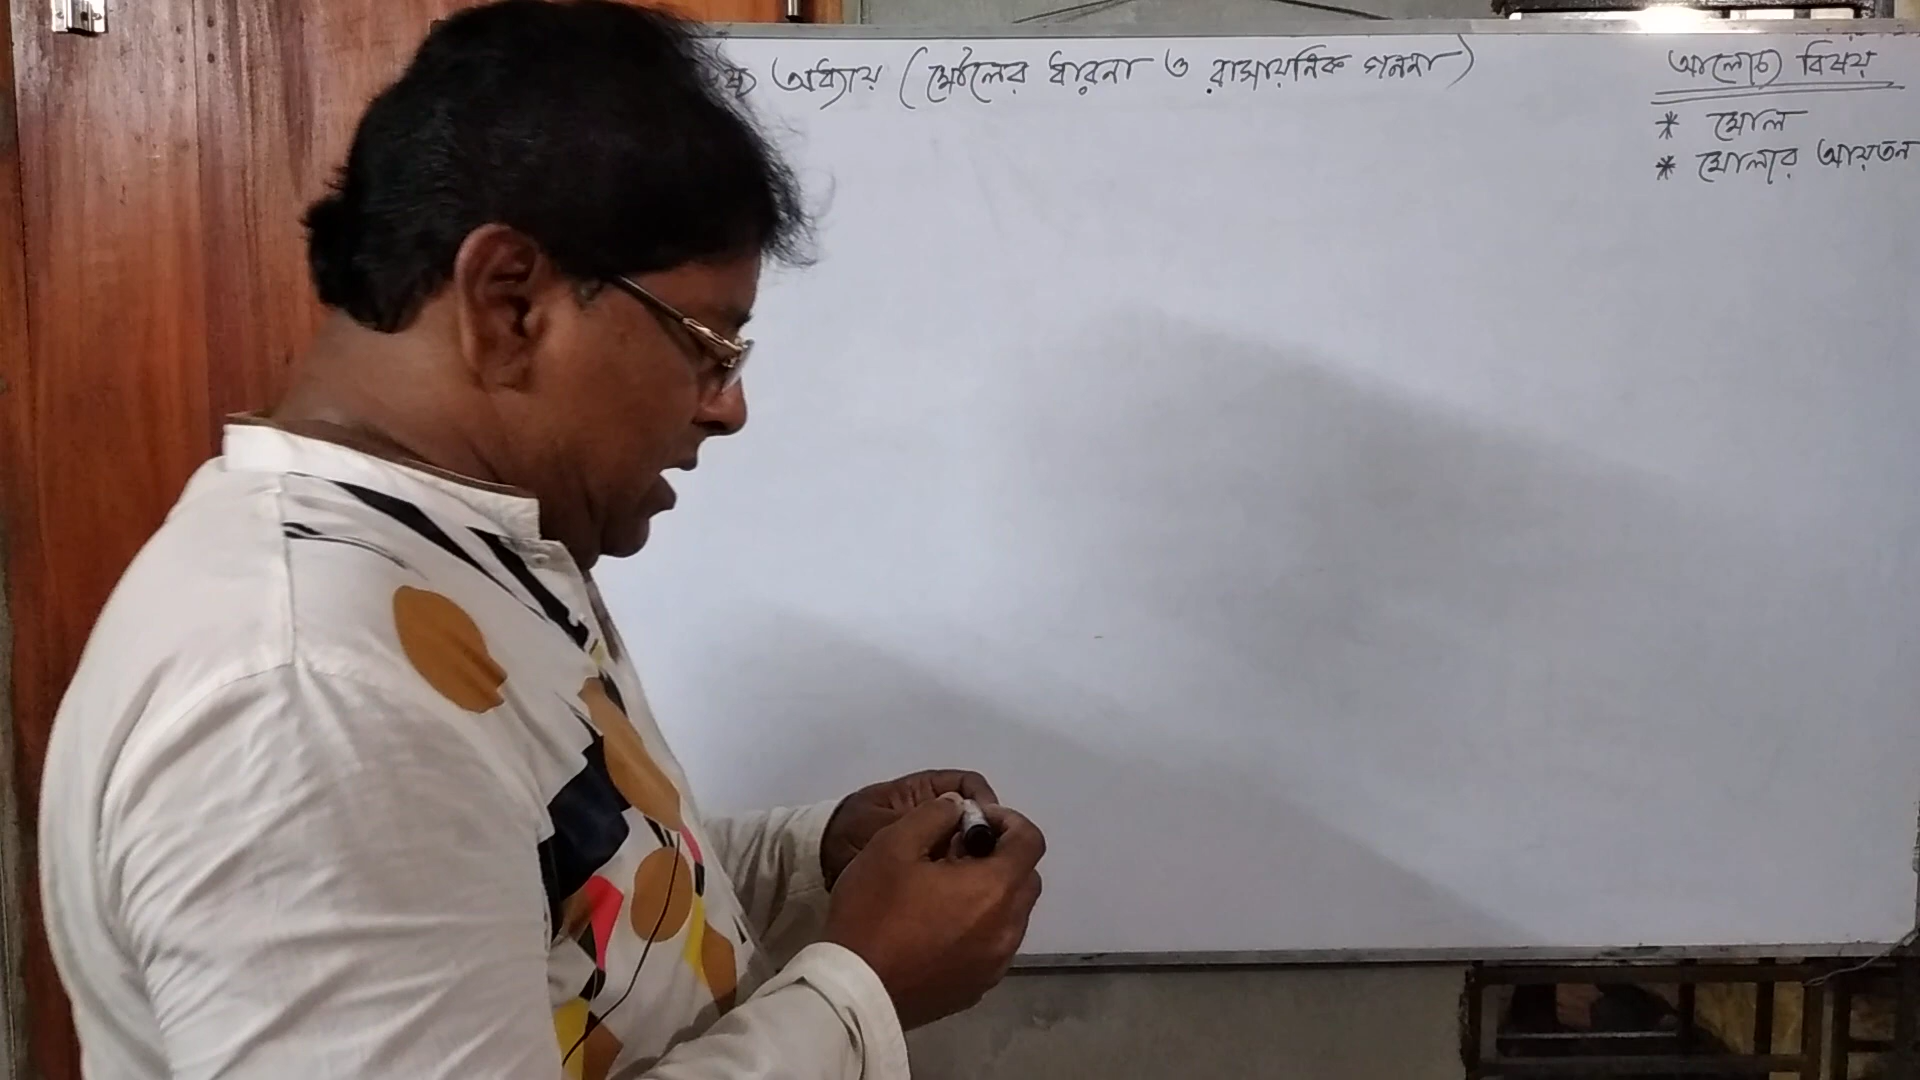 অধ্যায় (মোলের ধারনা ও রাসায়নিক গননা)
আলোচ্য বিষয়
* মোল
* মোলার আয়তন